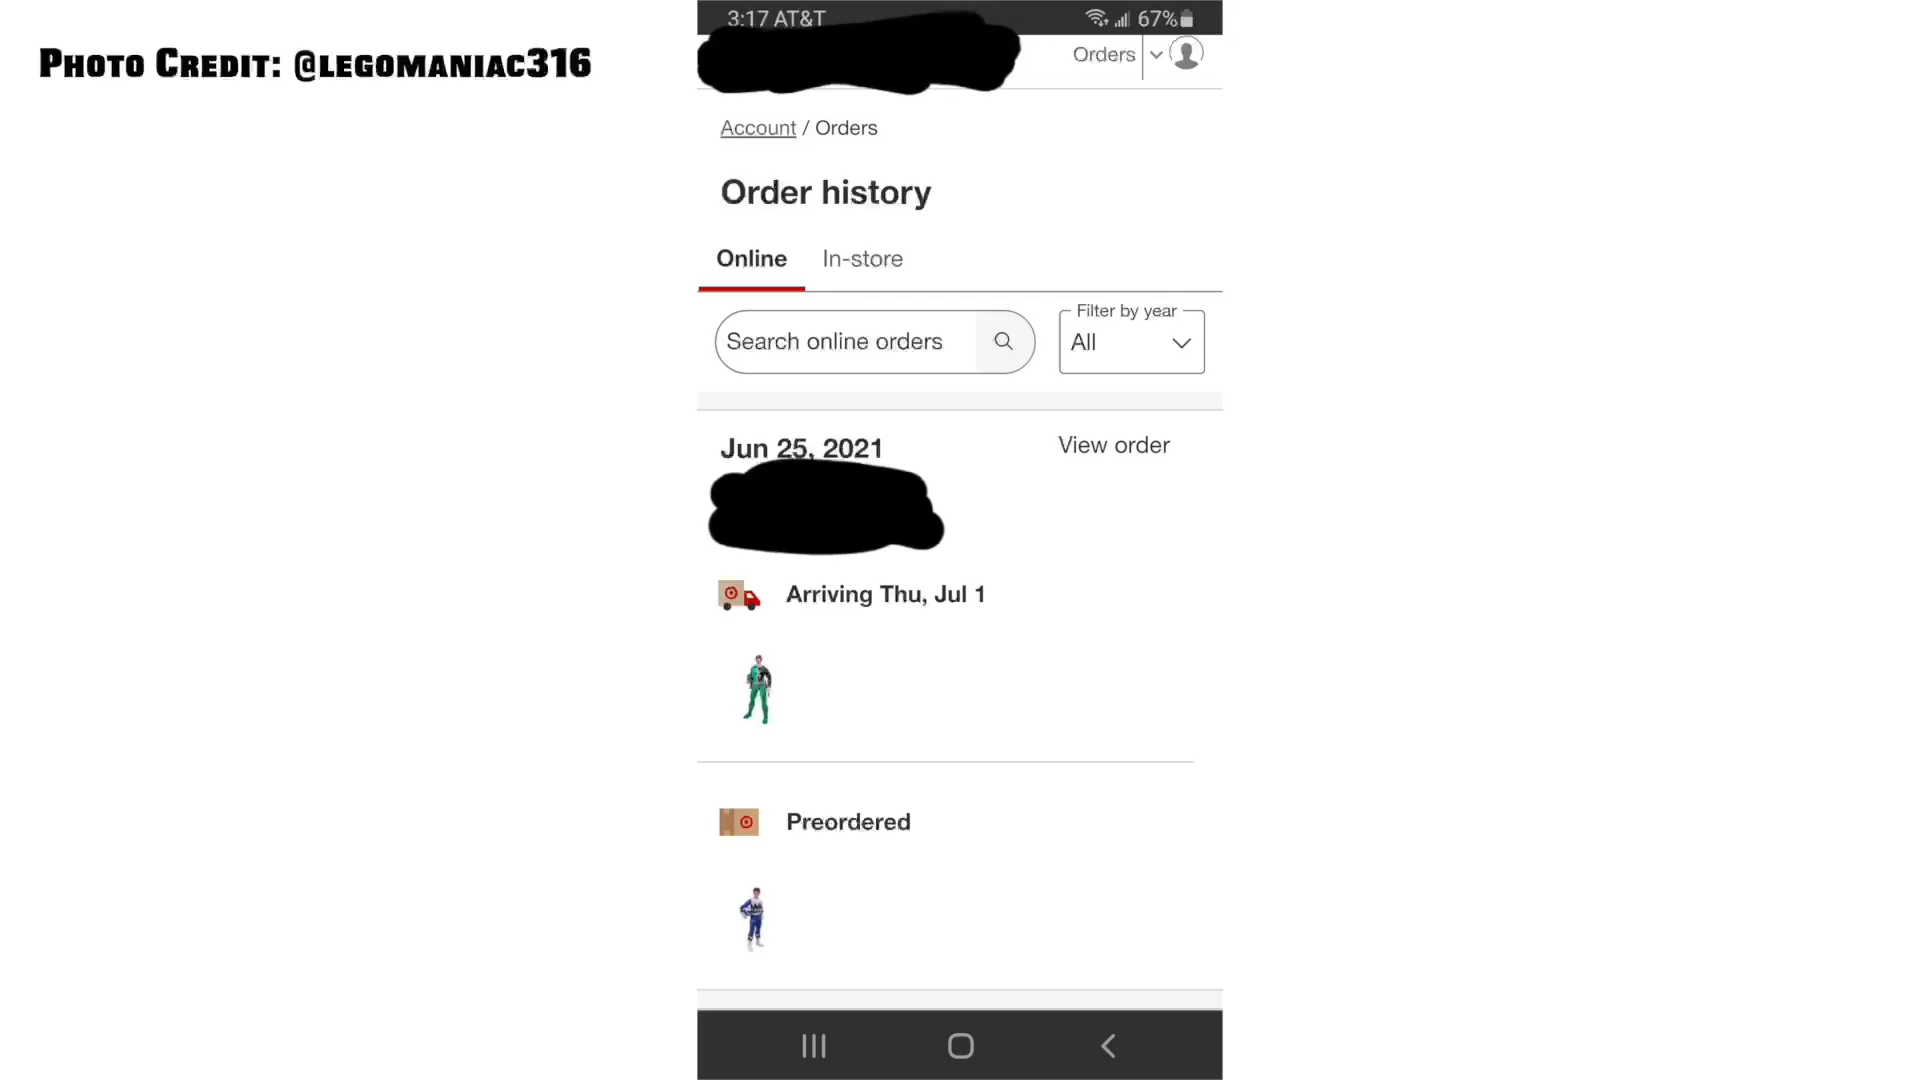 Photo Credit: @legomaniac316
3:17 AT&T
67%
Orders
Account / Orders
Order history
Online
In-store
Search online orders
Filter by year
All
Jun 25, 2021
View order
Arriving Thu, Jul 1
Preordered